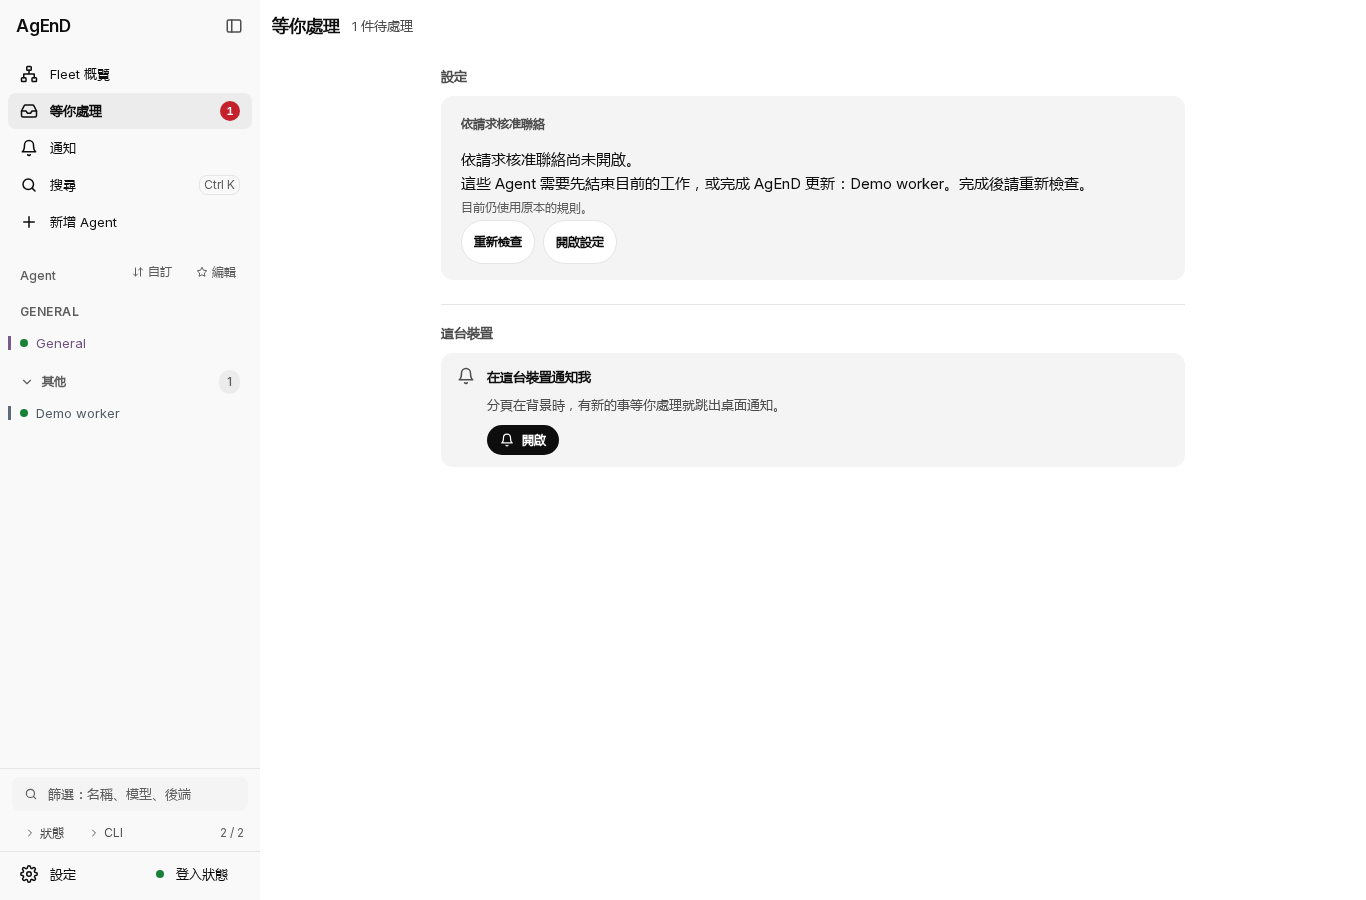 AgEnD
Fleet 概覽
等你處理
1
通知
搜尋
Ctrl K
新增 Agent
Agent
自訂
編輯
GENERAL
General
其他
1
Demo worker
篩選：名稱、模型、後端
狀態
CLI
2 / 2
設定
登入狀態
等你處理
1 件待處理
設定
依請求核准聯絡
依請求核准聯絡尚未開啟。
這些 Agent 需要先結束目前的工作，或完成 AgEnD 更新：Demo worker。完成後請重新檢查。
目前仍使用原本的規則。
重新檢查
開啟設定
這台裝置
在這台裝置通知我
分頁在背景時，有新的事等你處理就跳出桌面通知。
開啟